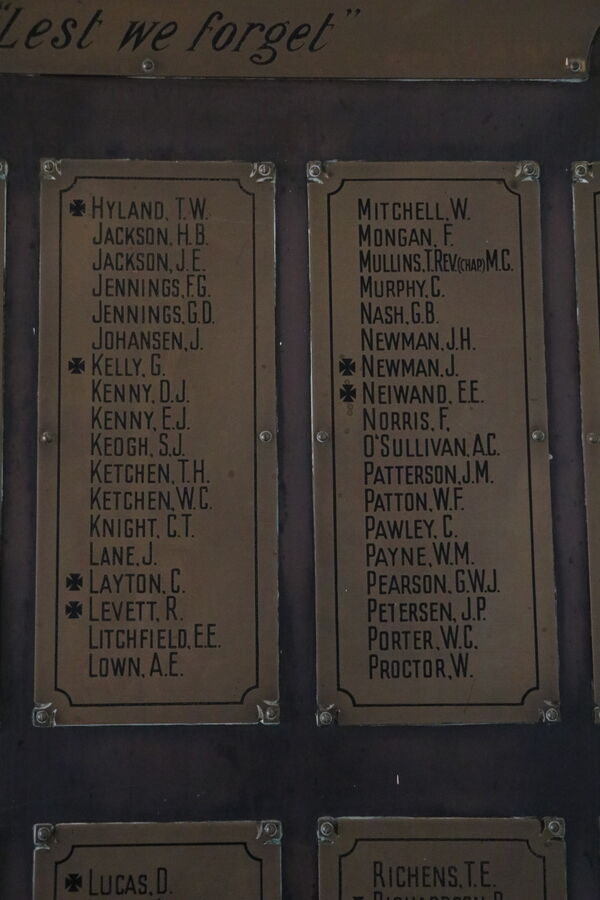 "Lest we forget"
HYLAND, T.W.
JACKSON, H.B.
JACKSON, J.E.
JENNINGS, F.G.
JENNINGS, G.D.
JOHANSEN, J.
KELLY, G.
KENNY, D.J.
KENNY, E.J.
KEOGH, S.J.
KETCHEN, T.H.
KETCHEN, W.C.
KNIGHT, C.T.
LANE, J.
LAYTON, C.
LEVETT, R.
LITCHFIELD, E.E.
LOWN, A.E.
MITCHELL, W.
MONGAN, F.
MULLINS, T. REV. (CHAP) M.C.
MURPHY, C.
NASH, G.B.
NEWMAN, J.H.
NEWMAN, J.
NEIWAND, E.E.
NORRIS, F.
O'SULLIVAN, A.C.
PATTERSON, J.M.
PATTON, W.F.
PAWLEY, C.
PAYNE, W.M.
PEARSON, G.W.J.
PETERSEN, J.P.
PORTER, W.C.
PROCTOR, W.
LUCAS, D.
RICHENS, T.E.